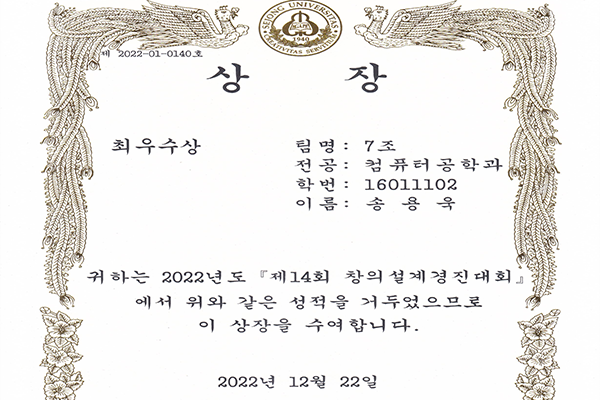 SEJONG UNIVERSITAS
CREATIVITAS SERVITIUM
1940
제 2022-01-0140호
상 장
최우수상
팀명: 7조
전공: 컴퓨터공학과
학번: 16011102
이름: 송용욱
귀하는 2022년도 『제14회 창의설계경진대회』
에서 위와 같은 성적을 거두었으므로
이 상장을 수여합니다.
2022년 12월 22일